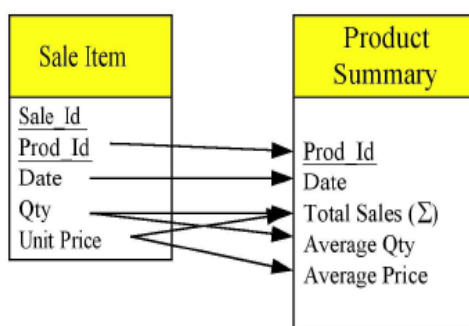 Sale Item
Sale_Id
Prod_Id
Date
Qty
Unit Price
Product
Summary
Prod_Id
Date
Total Sales (Σ)
Average Qty
Average Price